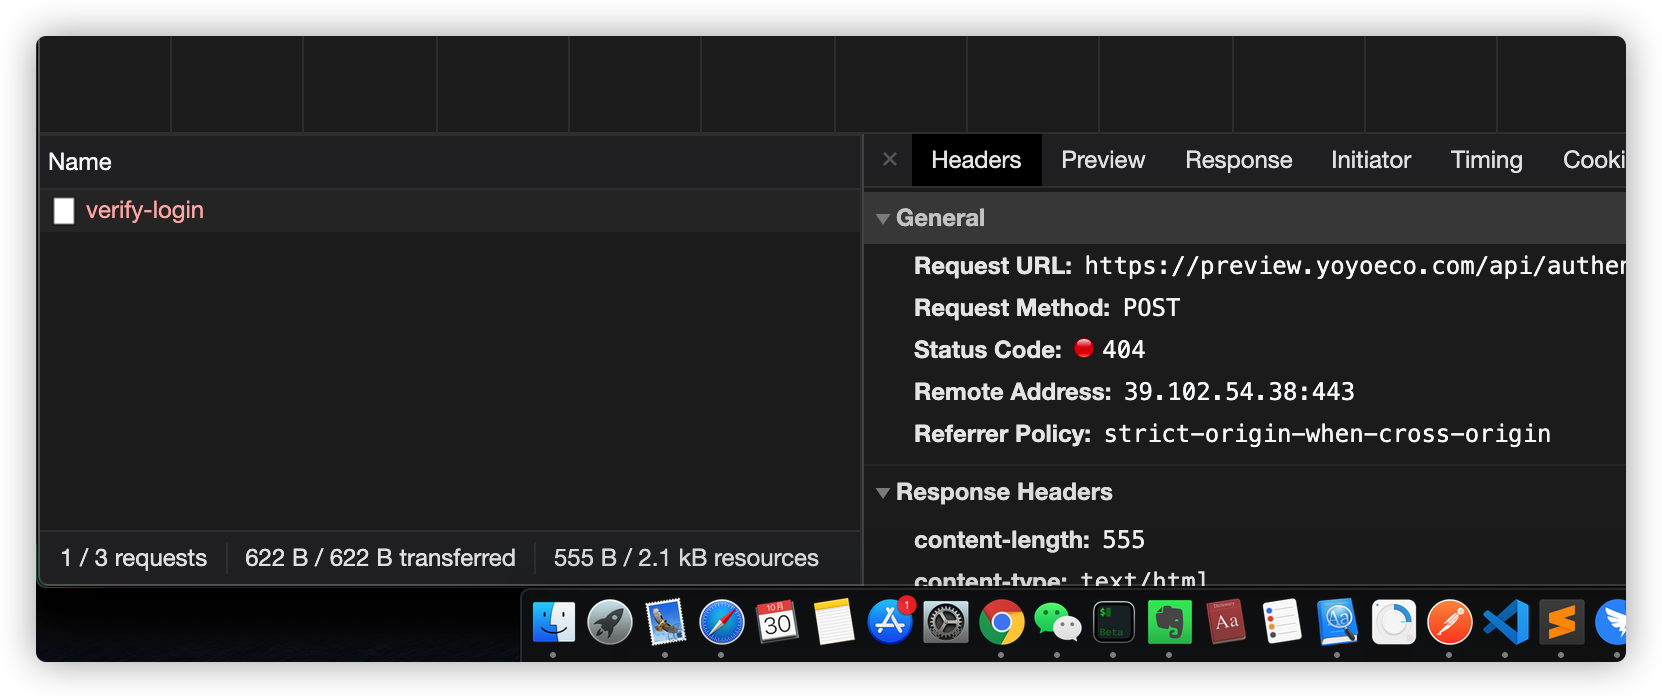 Name
verify-login
1 / 3 requests
622 B / 622 B transferred
555 B / 2.1 kB resources
Headers
Preview
Response
Initiator
Timing
Cooki
General
Request URL: https://preview.yoyoeco.com/api/authen
Request Method: POST
Status Code: 404
Remote Address: 39.102.54.38:443
Referrer Policy: strict-origin-when-cross-origin
Response Headers
content-length: 555
content-type: text/html
10月
30
1
$
Beta
Aa
Aa